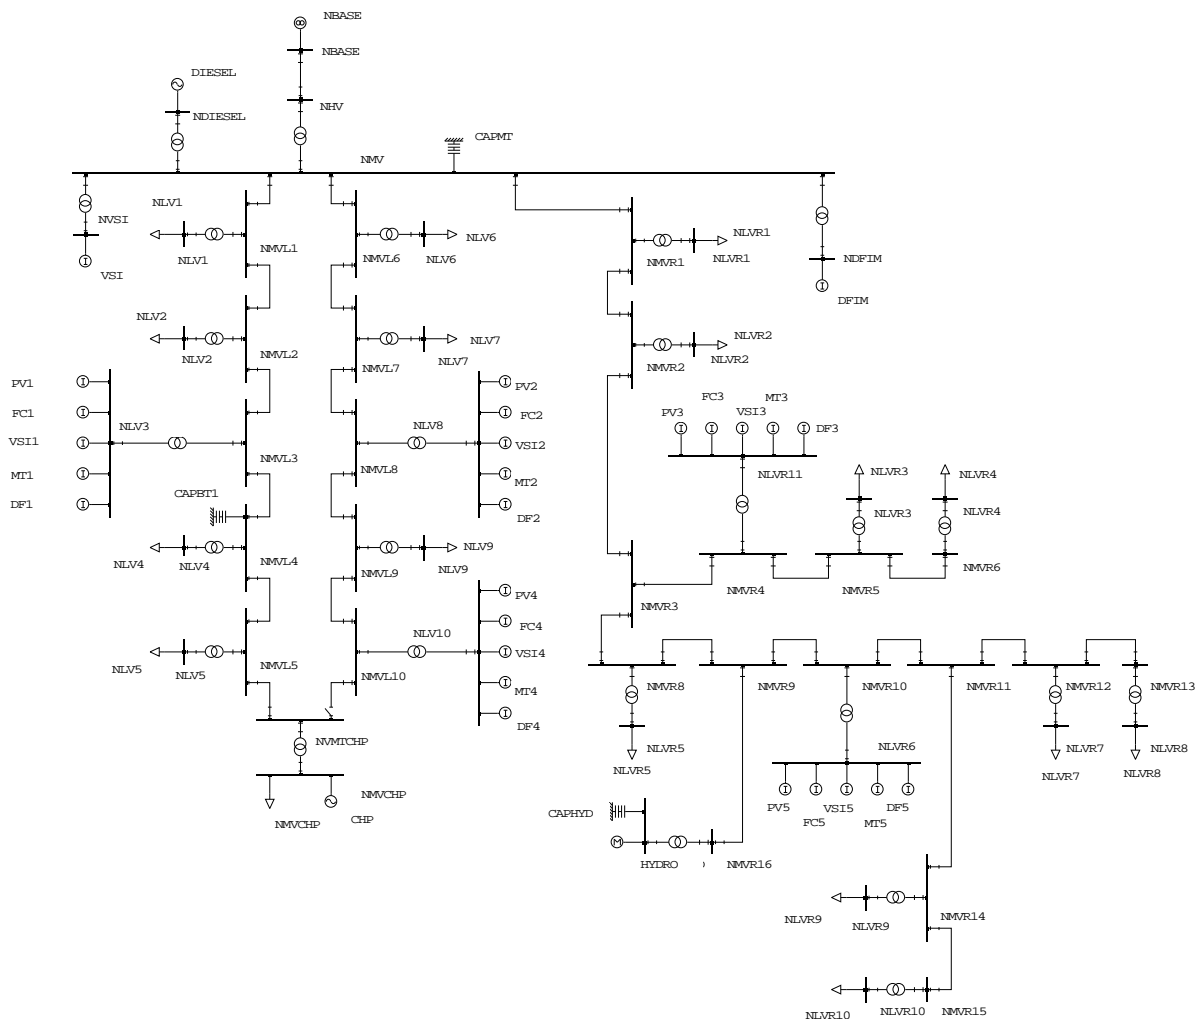 NBASE
NBASE
DIESEL
NDIESEL
NHV
CAPMT
NMV
NLV1
NVSI
NLV1
NMVL1
VSI
NLV6
NMVL6
NLV6
NLVR1
NMVR1
NLVR1
NDFIM
DFIM
NLV2
NLV2
NMVL2
NLV7
NMVL7
NLV7
NLVR2
NMVR2
NLVR2
PV1
FC1
NLV3
VSI1
MT1
DF1
NMVL3
NLV8
PV2
FC2
VSI2
MT2
DF2
NMVL8
PV3
FC3
VSI3
MT3
DF3
NLVR11
NLVR3
NLVR3
NLVR4
NLVR4
CAPBT1
NLV4
NLV4
NMVL4
NLV9
NMVL9
NLV9
NMVR3
NMVR4
NMVR5
NMVR6
NLV5
NLV5
NMVL5
NLV10
NMVL10
PV4
FC4
VSI4
MT4
DF4
NMVR8
NMVR9
NMVR10
NMVR11
NMVR12
NMVR13
NVMTCHP
NLVR5
NLVR5
NLVR6
NLVR7
NLVR7
NLVR8
NLVR8
NMVCHP
NMVCHP
CHP
PV5
FC5
VSI5
MT5
DF5
CAPHYD
HYDRO
)
NMVR16
NLVR9
NLVR9
NMVR14
NLVR10
NLVR10
NMVR15